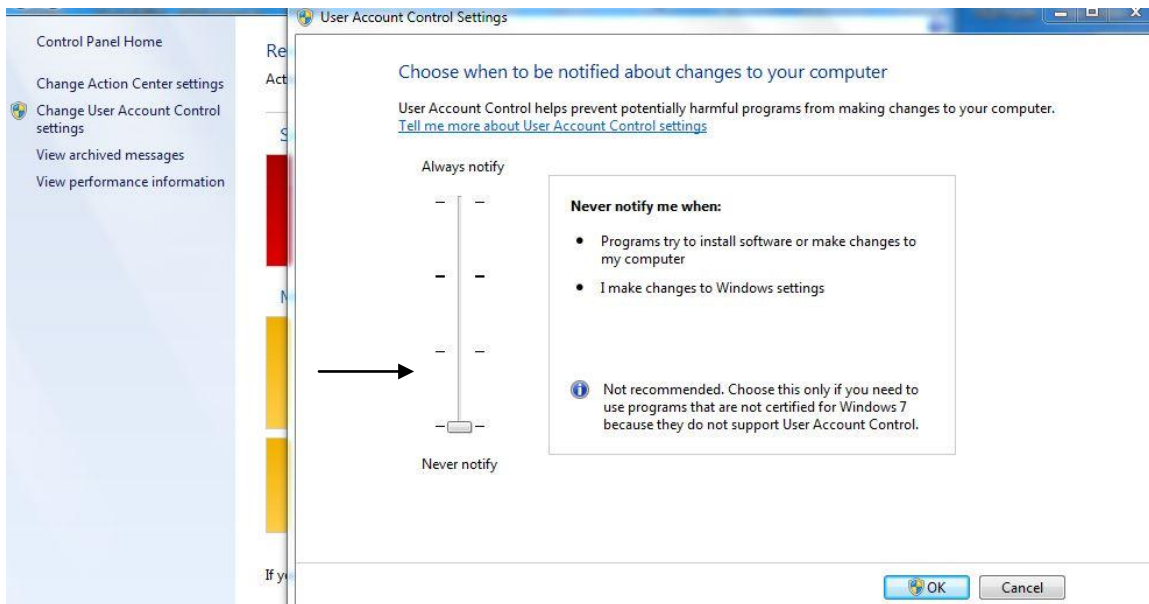 User Account Control Settings
Control Panel Home
Change Action Center settings
Change User Account Control
settings
View archived messages
View performance information
Re
Act
S
N
If y
Choose when to be notified about changes to your computer
User Account Control helps prevent potentially harmful programs from making changes to your computer.
Tell me more about User Account Control settings
Always notify
Never notify me when:
• Programs try to install software or make changes to
my computer
• I make changes to Windows settings
Not recommended. Choose this only if you need to
use programs that are not certified for Windows 7
because they do not support User Account Control.
Never notify
OK
Cancel